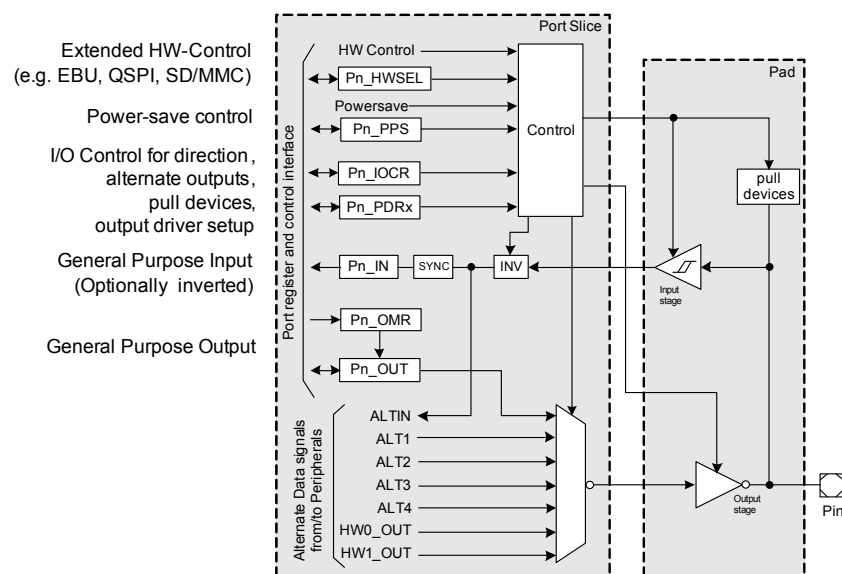 Port Slice
Pad
Extended HW-Control
(e.g. EBU, QSPI, SD/MMC)
Power-save control
I/O Control for direction,
alternate outputs,
pull devices,
output driver setup
General Purpose Input
(Optionally inverted)
General Purpose Output
Port register and control interface
HW Control
Pn_HWSEL
Powersave
Pn_PPS
Pn_IOCR
Pn_PDRx
Control
pull
devices
Pn_IN
SYNC
INV
Input
stage
Pn_OMR
Pn_OUT
Alternate Data signals
from/to Peripherals
ALTIN
ALT1
ALT2
ALT3
ALT4
HW0_OUT
HW1_OUT
Output
stage
Pin